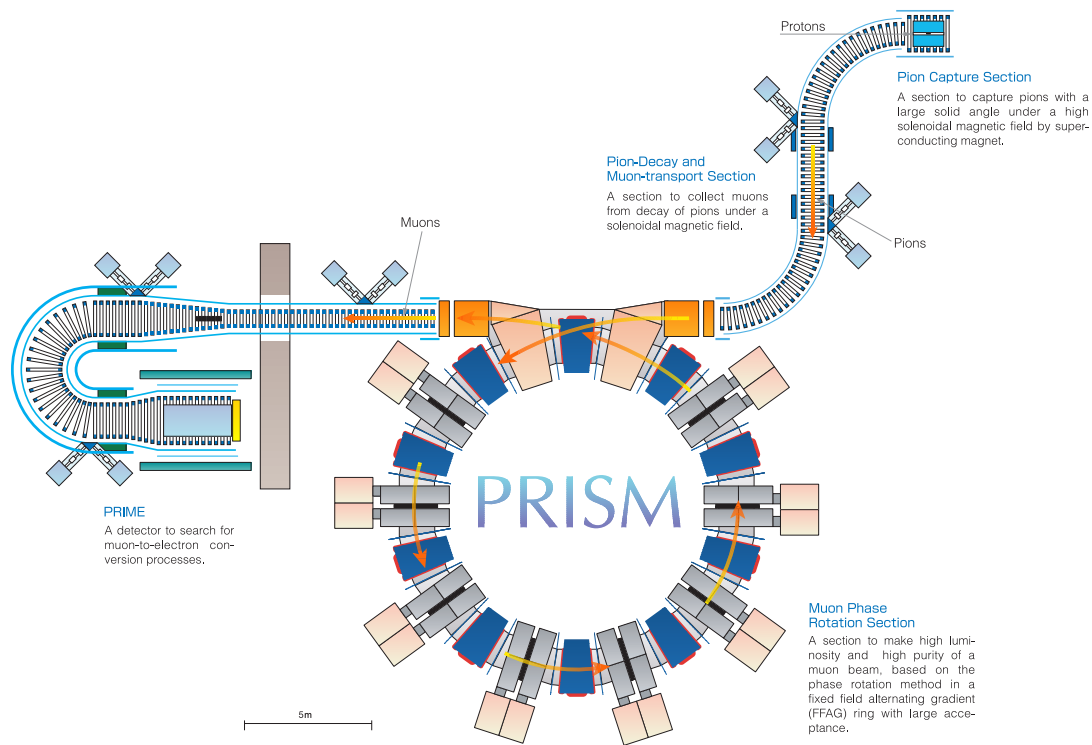 Protons
Pion Capture Section
A section to capture pions with a
large solid angle under a high
solenoidal magnetic field by super-
conducting magnet.
Pion-Decay and
Muon-transport Section
A section to collect muons
from decay of pions under a
solenoidal magnetic field.
Pions
Muons
PRISM
PRIME
A detector to search for
muon-to-electron con-
version processes.
Muon Phase
Rotation Section
A section to make high lumi-
nosity and high purity of a
muon beam, based on the
phase rotation method in a
fixed field alternating gradient
(FFAG) ring with large acce-
ptance.
5m